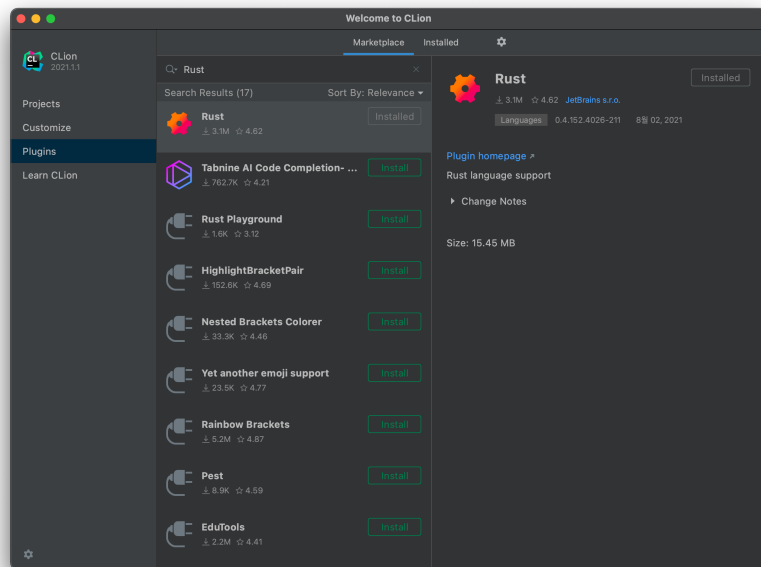 Welcome to CLion
Marketplace Installed
CL CLion
2021.1.1
Projects
Customize
Plugins
Learn CLion
Rust
Search Results (17) Sort By: Relevance
Rust Installed
3.1M 4.62
Tabnine AI Code Completion- ... Install
762.7K 4.21
Rust Playground Install
1.6K 3.12
HighlightBracketPair Install
152.6K 4.69
Nested Brackets Colorer Install
33.3K 4.46
Yet another emoji support Install
23.5K 4.77
Rainbow Brackets Install
5.2M 4.87
Pest Install
8.9K 4.59
EduTools Install
2.2M 4.41
Rust Installed
3.1M 4.62 JetBrains s.r.o.
Languages 0.4.152.4026-211 8월 02, 2021
Plugin homepage
Rust language support
Change Notes
Size: 15.45 MB